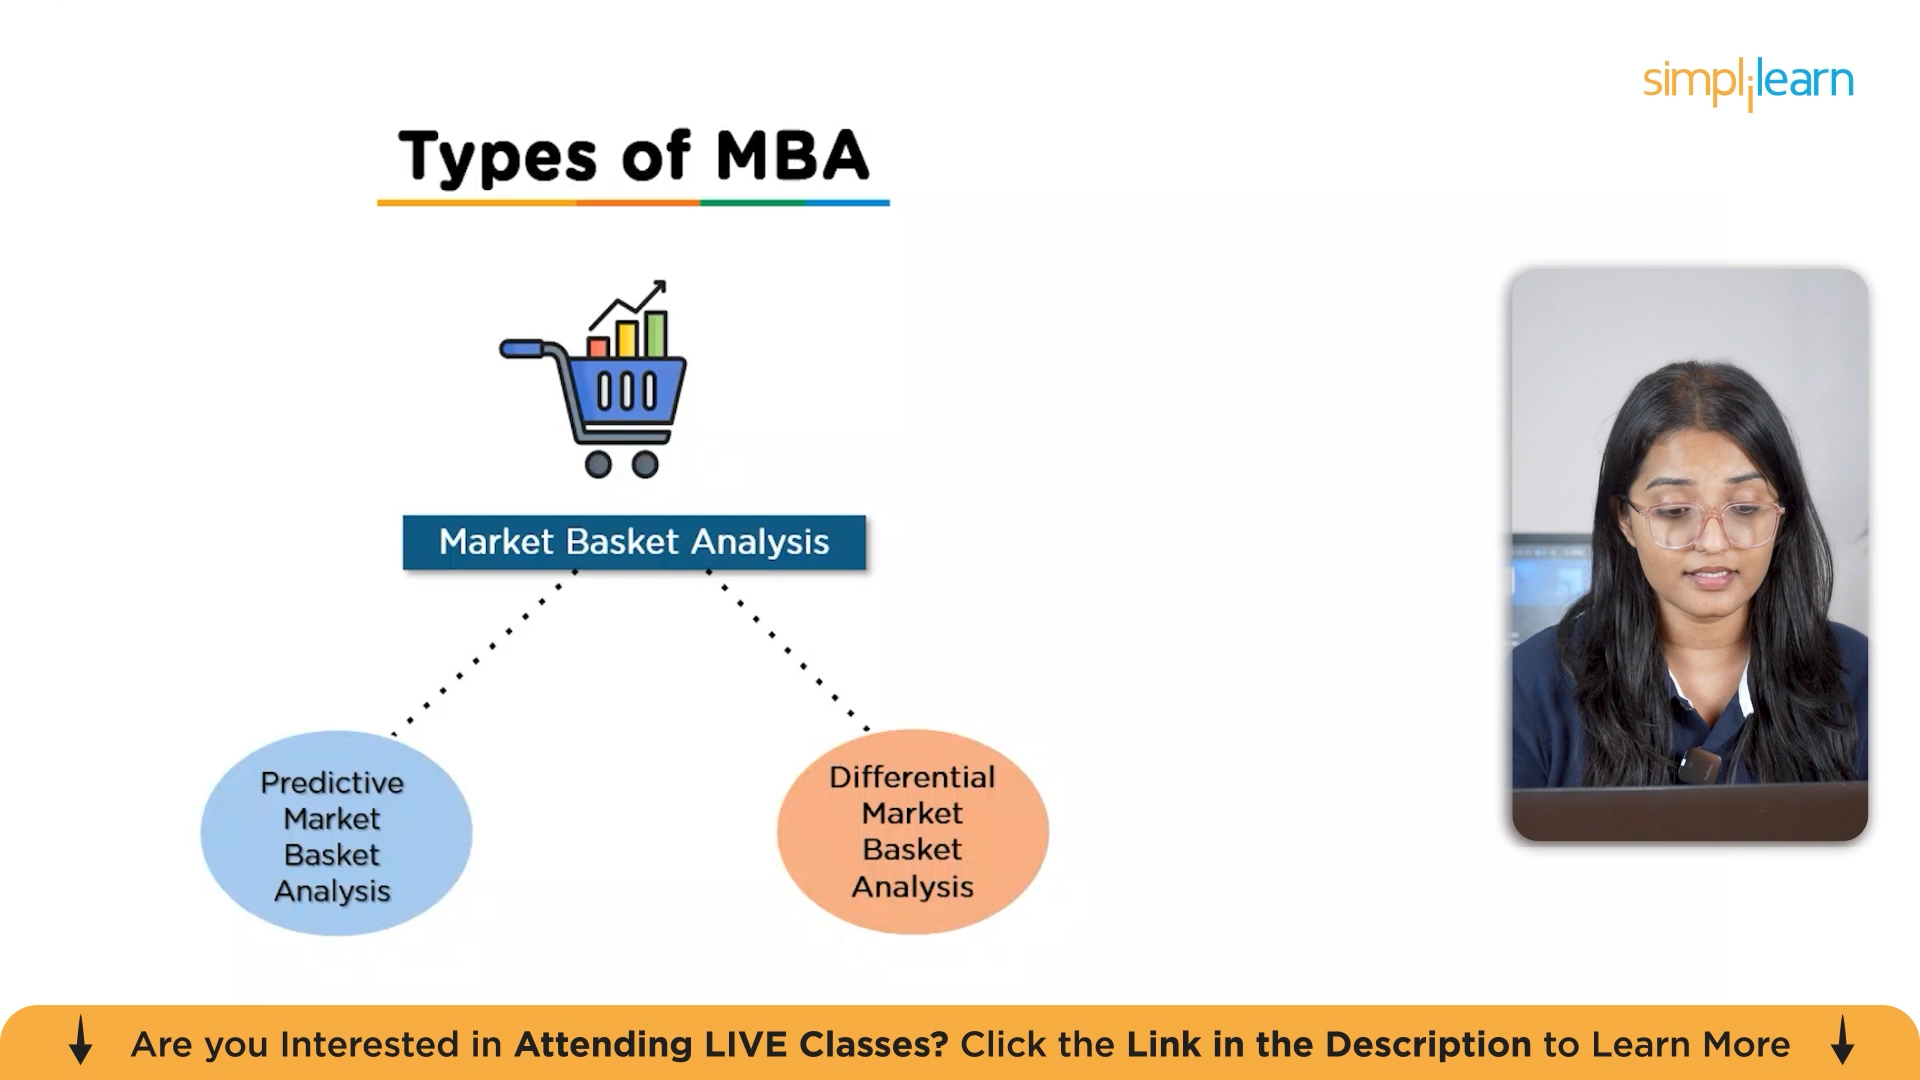 simplilearn
Types of MBA
Market Basket Analysis
Predictive
Market
Basket
Analysis
Differential
Market
Basket
Analysis
Are you Interested in Attending LIVE Classes? Click the Link in the Description to Learn More